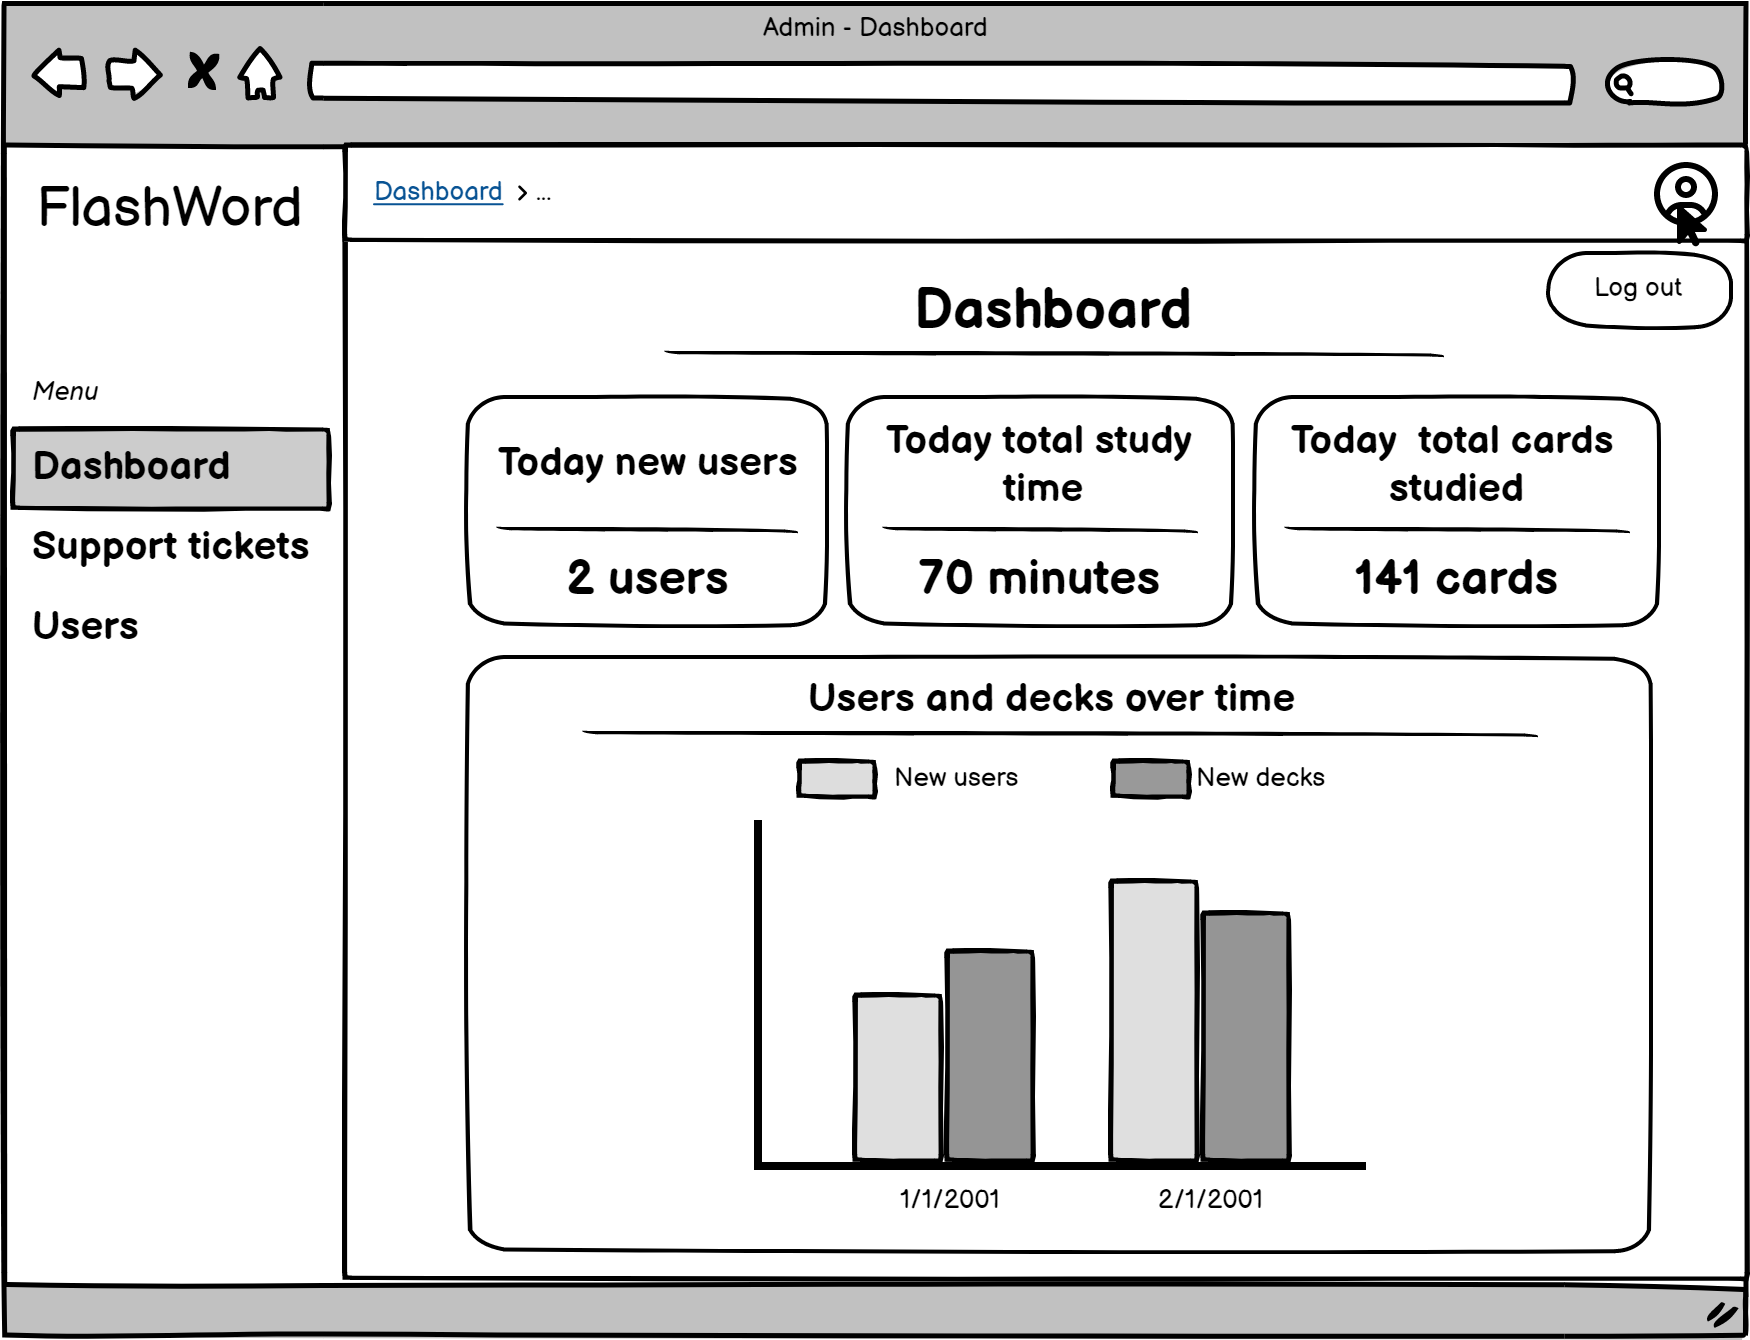 Admin - Dashboard
FlashWord
Dashboard > ...
Log out
Dashboard
Menu
Dashboard
Support tickets
Users
Today new users
2 users
Today total study
time
70 minutes
Today  total cards
studied
141 cards
Users and decks over time
New users
New decks
1/1/2001
2/1/2001